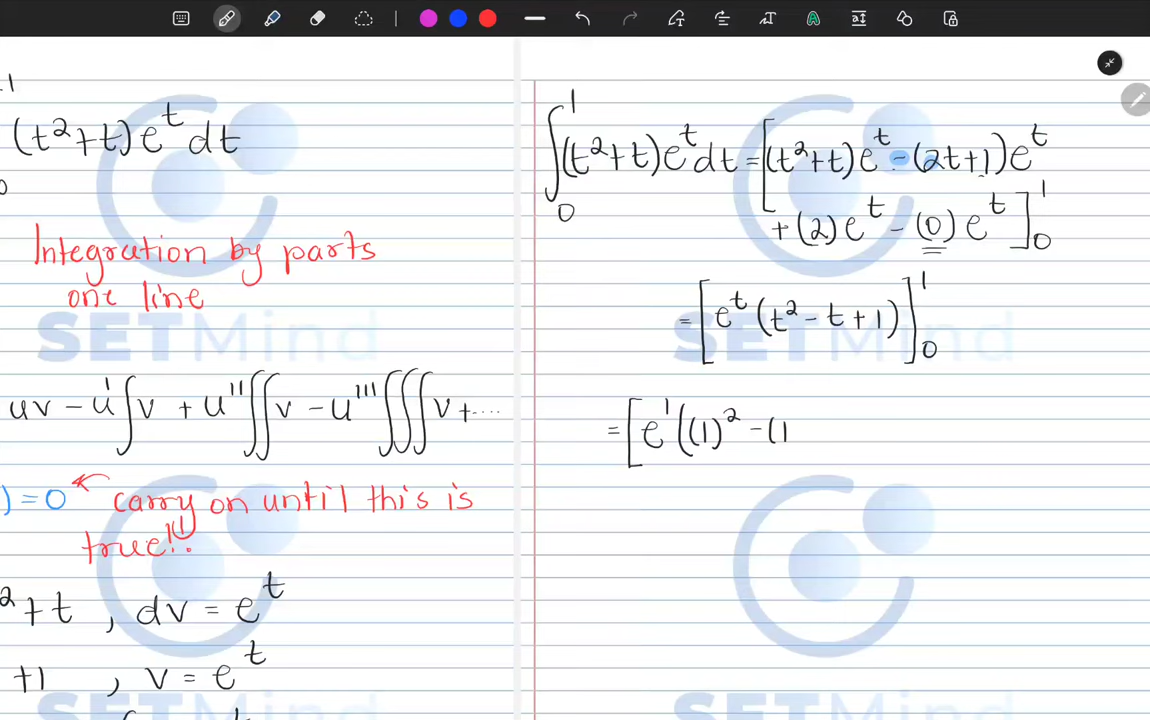 1
(t²+t)e^t dt
0
Integration by parts
one line
uv - u'∫v + u''∫∫v - u'''∫∫∫v + ....
) = 0 carry on until this is
true!!
²+t , dv = e^t
+1 , v = e^t
∫₀¹(t²+t)e^t dt = [(t²+t)e^t - (2t+1)e^t
+ (2)e^t - (0)e^t]₀¹
= [e^t (t² - t + 1)]₀¹
= [e¹((1)² - (1
SETMind
SETMind
SETMind
SETMind